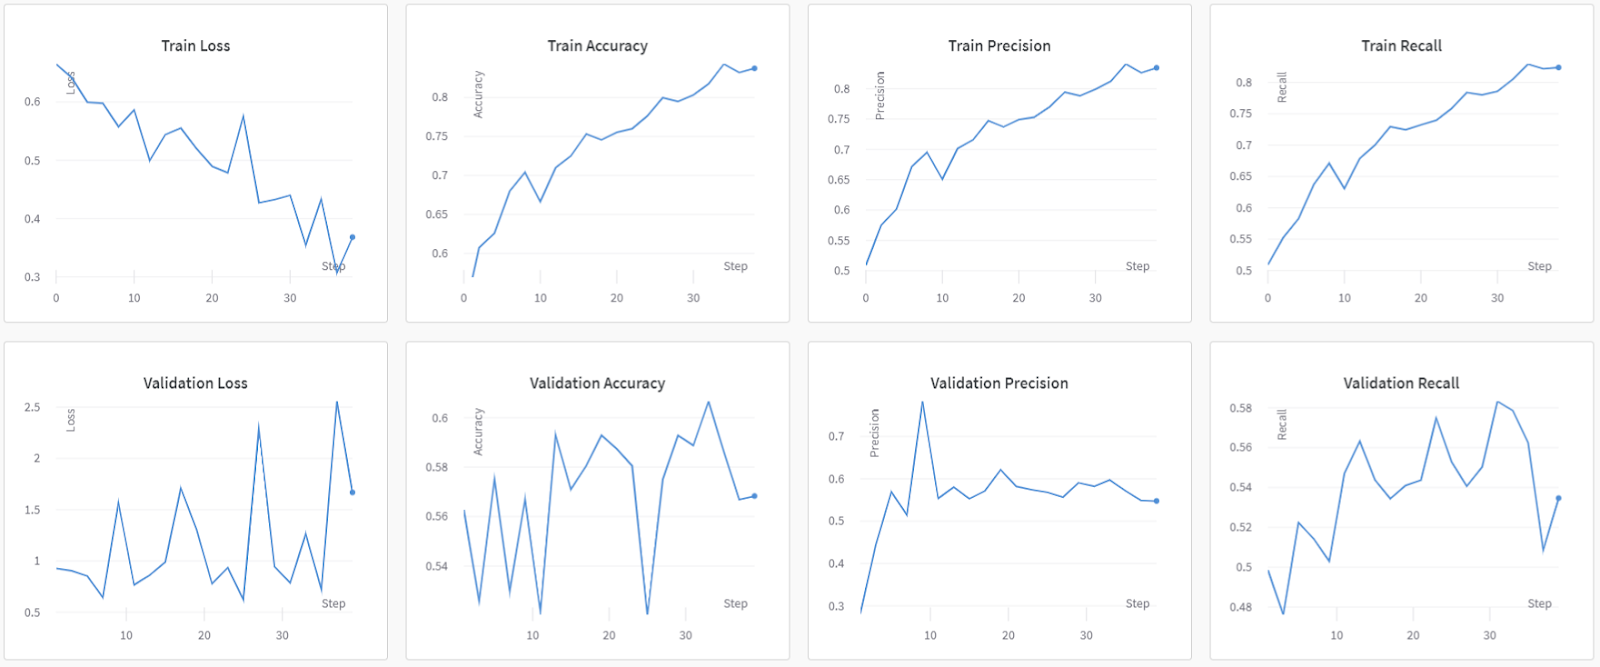 Train Loss
Loss
0.6
0.5
0.4
0.3
Step
0 10 20 30
Train Accuracy
Accuracy
0.8
0.75
0.7
0.65
0.6
Step
0 10 20 30
Train Precision
Precision
0.8
0.75
0.7
0.65
0.6
0.55
0.5
Step
0 10 20 30
Train Recall
Recall
0.8
0.75
0.7
0.65
0.6
0.55
0.5
Step
0 10 20 30
Validation Loss
Loss
2.5
2
1.5
1
0.5
Step
10 20 30
Validation Accuracy
Accuracy
0.6
0.58
0.56
0.54
Step
10 20 30
Validation Precision
Precision
0.7
0.6
0.5
0.4
0.3
Step
10 20 30
Validation Recall
Recall
0.58
0.56
0.54
0.52
0.5
0.48
Step
10 20 30